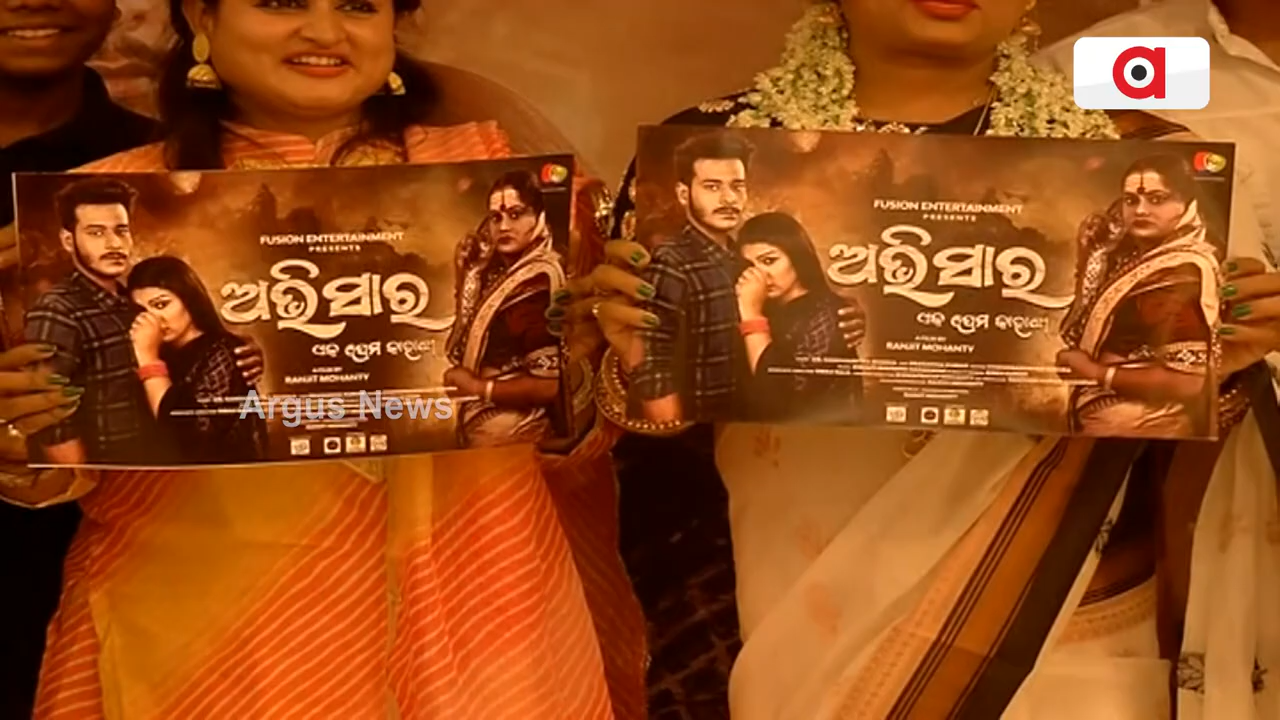 FUSION ENTERTAINMENT
PRESENTS
ଅଭିସାର
ଏକ ପ୍ରେମ କାହାଣୀ
A FILM BY
RANJIT MOHANTY
FUSION ENTERTAINMENT
PRESENTS
ଅଭିସାର
ଏକ ପ୍ରେମ କାହାଣୀ
A FILM BY
RANJIT MOHANTY
Argus News